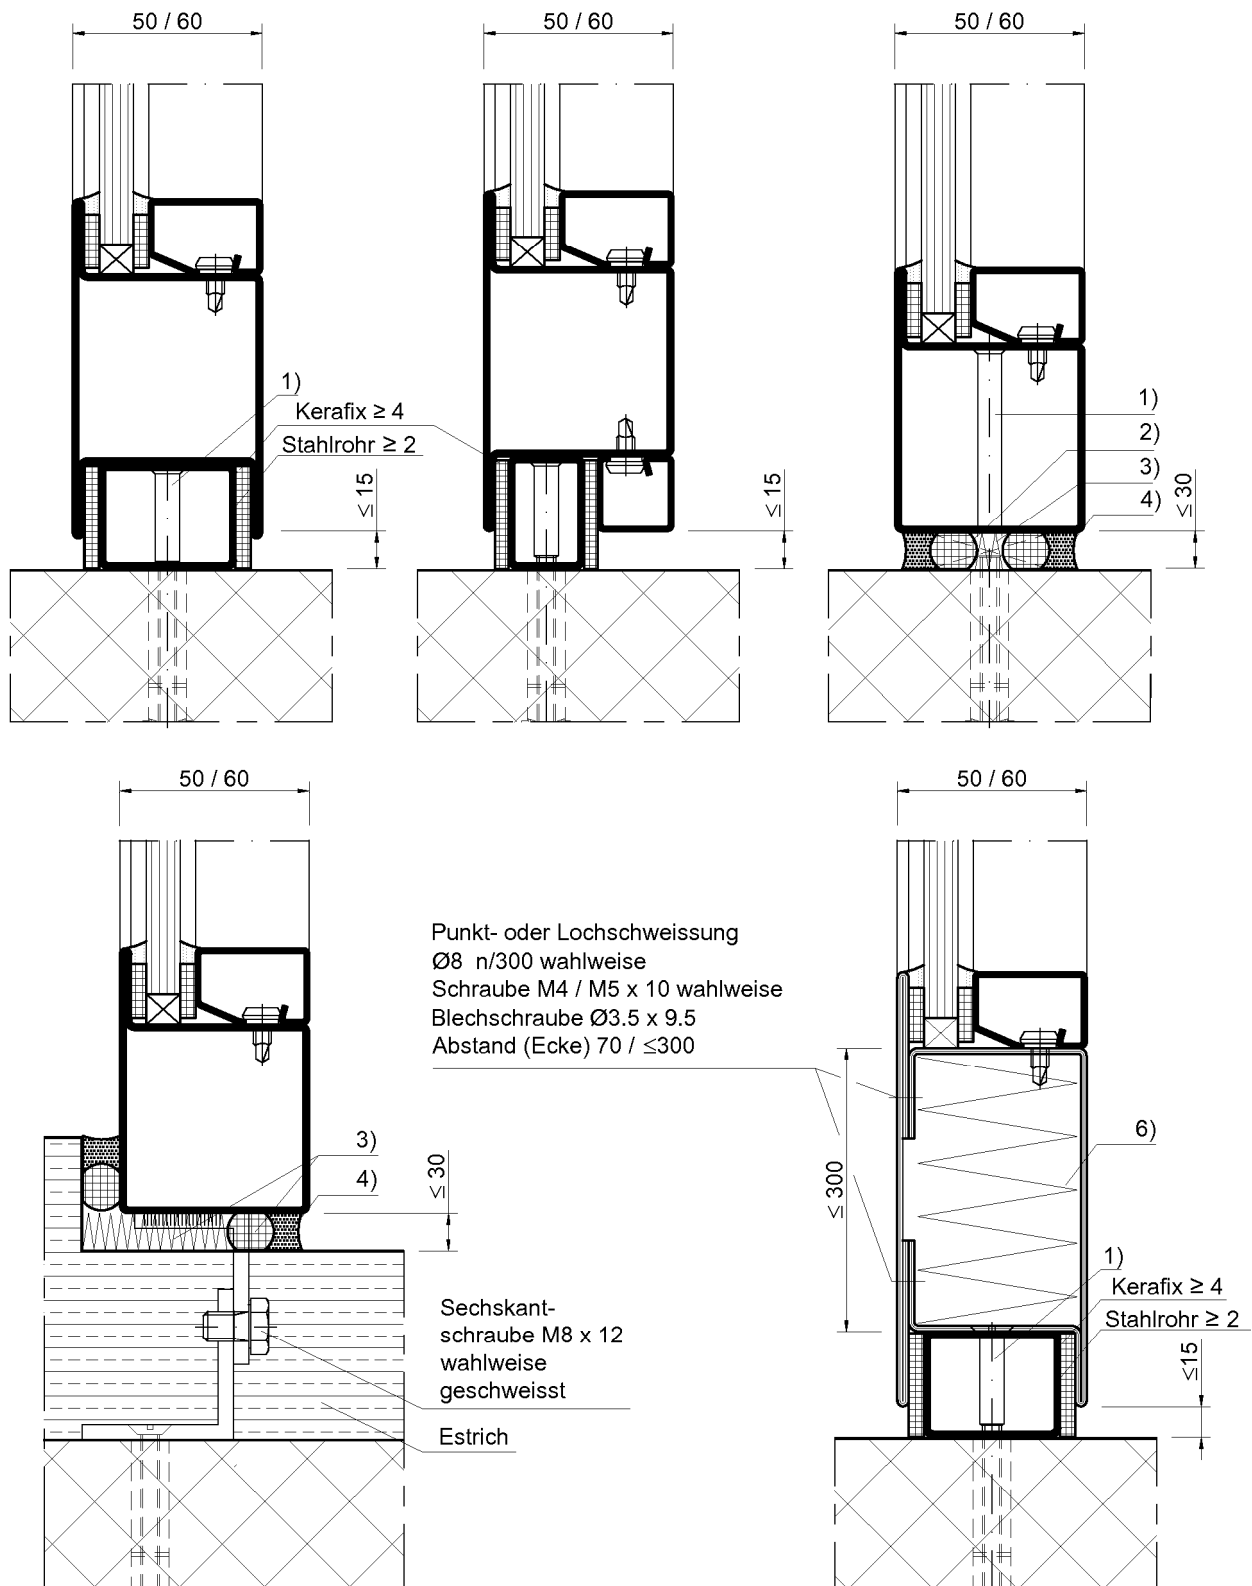 50 / 60
50 / 60
50 / 60
1)
Kerafix ≥ 4
Stahlrohr ≥ 2
≤ 15
≤ 15
1)
2)
3)
4)
≤ 30
50 / 60
50 / 60
Punkt- oder Lochschweissung
Ø8 n/300 wahlweise
Schraube M4 / M5 x 10 wahlweise
Blechschraube Ø3.5 x 9.5
Abstand (Ecke) 70 / ≤300
3)
4)
≤ 30
≤ 300
6)
Sechskant-
schraube M8 x 12
wahlweise
geschweisst
Estrich
1)
Kerafix ≥ 4
Stahlrohr ≥ 2
≤15